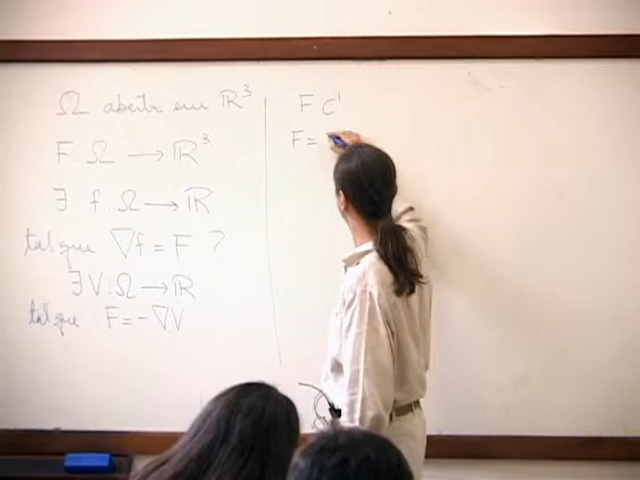 Ω aberto em ℝ³
F: Ω → ℝ³
∃ f: Ω → ℝ
tal que ∇f = F ?
∃ V: Ω → ℝ
tal que F = -∇V
F C¹
F =